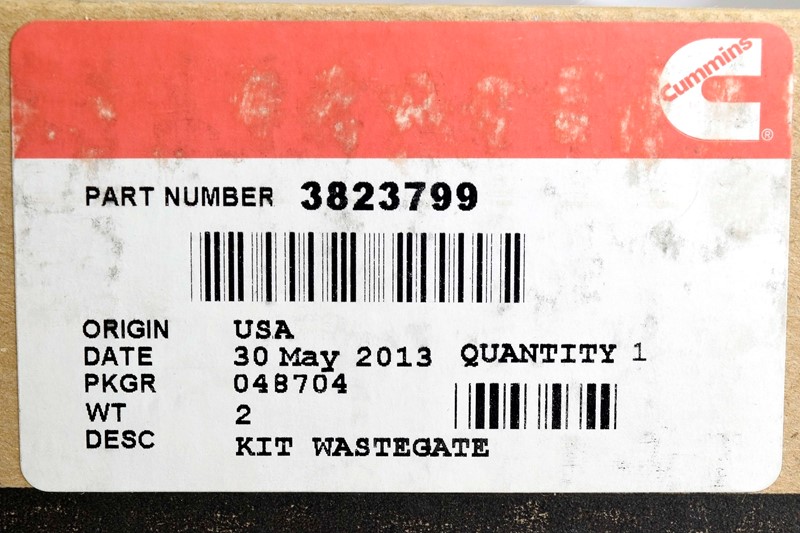 Cummins
®
PART NUMBER 3823799
ORIGIN USA
DATE 30 May 2013 QUANTITY 1
PKGR 048704
WT 2
DESC KIT WASTEGATE